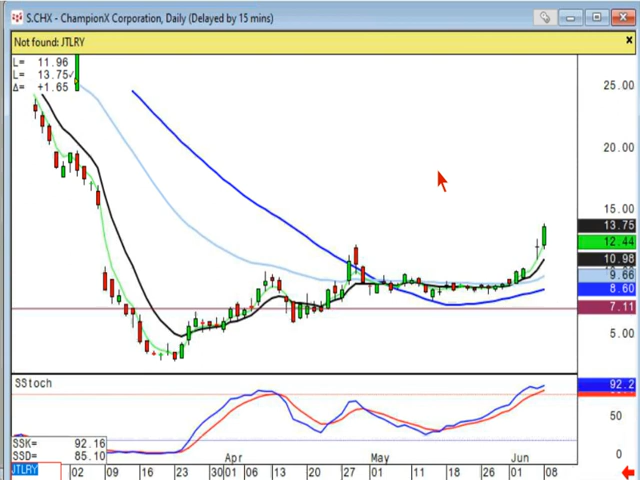 S.CHX - ChampionX Corporation, Daily (Delayed by 15 mins)
Not found: JTLRY
L= 11.96
L= 13.75✓
Δ= +1.65
25.00
20.00
15.00
13.75
12.44
10.98
9.66
8.60
7.11
5.00
SStoch
92.2
50
0
SSK= 92.16
SSD= 85.10
Apr May Jun
JTLRY 02 09 16 23 30 01 06 13 20 27 01 11 18 26 01 08